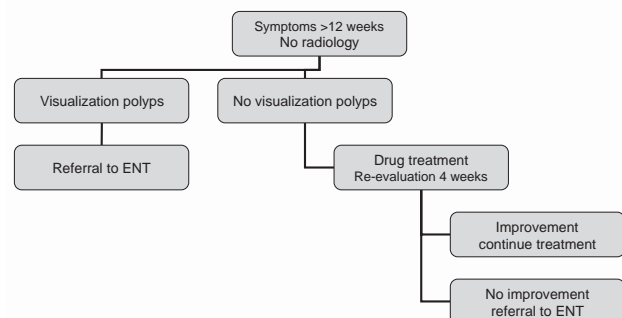 Symptoms >12 weeks
No radiology
Visualization polyps
No visualization polyps
Referral to ENT
Drug treatment
Re-evaluation 4 weeks
Improvement
continue treatment
No improvement
referral to ENT